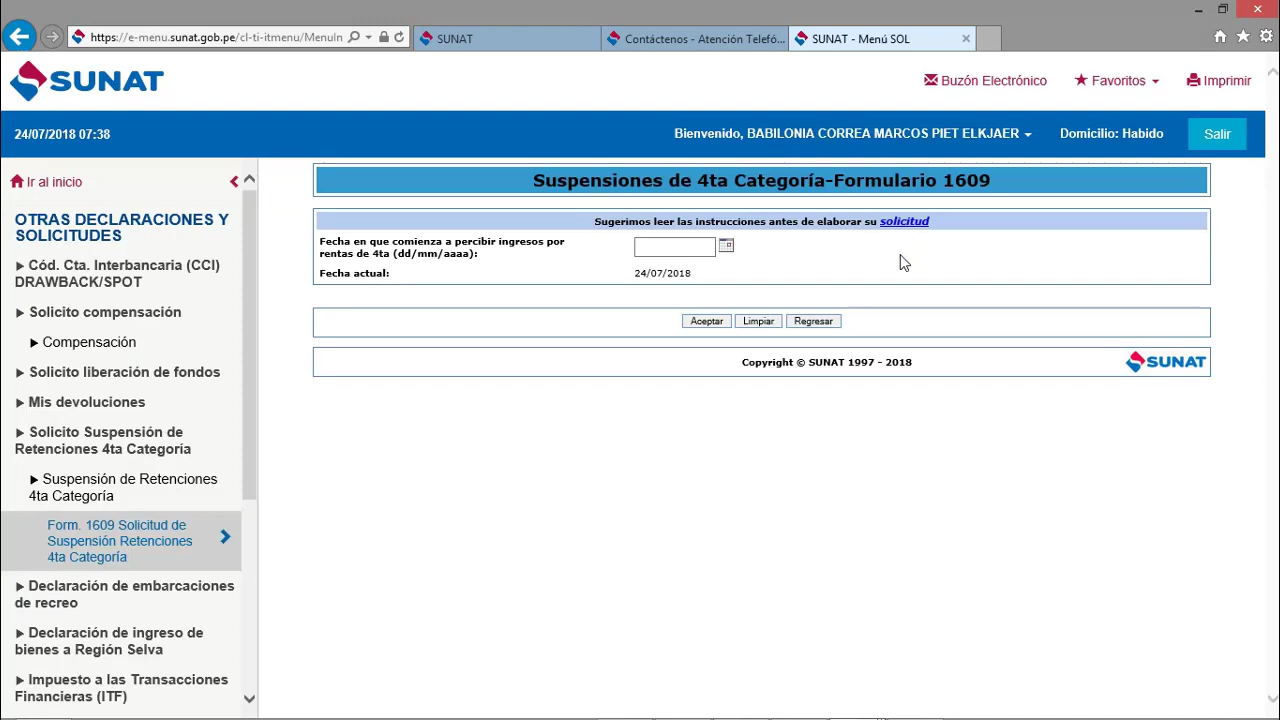 https://e-menu.sunat.gob.pe/cl-ti-itmenu/MenuIn
SUNAT
Contáctenos - Atención Telefó...
SUNAT - Menú SOL
SUNAT
Buzón Electrónico
Favoritos
Imprimir
24/07/2018 07:38
Bienvenido, BABILONIA CORREA MARCOS PIET ELKJAER
Domicilio: Habido
Salir
Ir al inicio
OTRAS DECLARACIONES Y
SOLICITUDES
Cód. Cta. Interbancaria (CCI)
DRAWBACK/SPOT
Solicito compensación
Compensación
Solicito liberación de fondos
Mis devoluciones
Solicito Suspensión de
Retenciones 4ta Categoría
Suspensión de Retenciones
4ta Categoría
Form. 1609 Solicitud de
Suspensión Retenciones
4ta Categoría
Declaración de embarcaciones
de recreo
Declaración de ingreso de
bienes a Región Selva
Impuesto a las Transacciones
Financieras (ITF)
Suspensiones de 4ta Categoría-Formulario 1609
Sugerimos leer las instrucciones antes de elaborar su solicitud
Fecha en que comienza a percibir ingresos por
rentas de 4ta (dd/mm/aaaa):
Fecha actual: 24/07/2018
Aceptar Limpiar Regresar
Copyright © SUNAT 1997 - 2018
SUNAT